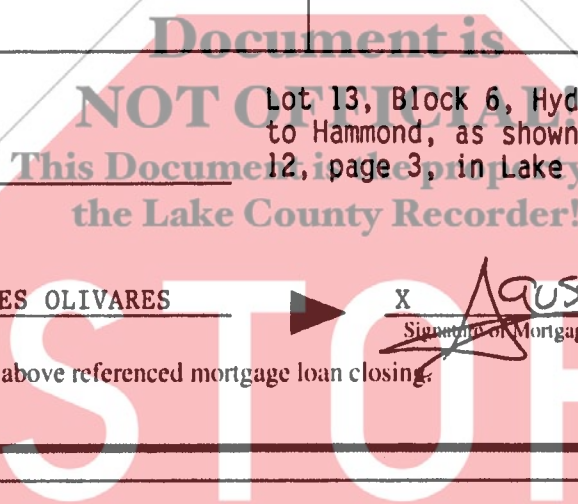 Document is
NOT OFFICIAL!
Lot 13, Block 6, Hyd
to Hammond, as shown
This Document is the property
12, page 3, in Lake
the Lake County Recorder!
ES OLIVARES
X Agus
Signature of Mortgag
above referenced mortgage loan closing.
STOP